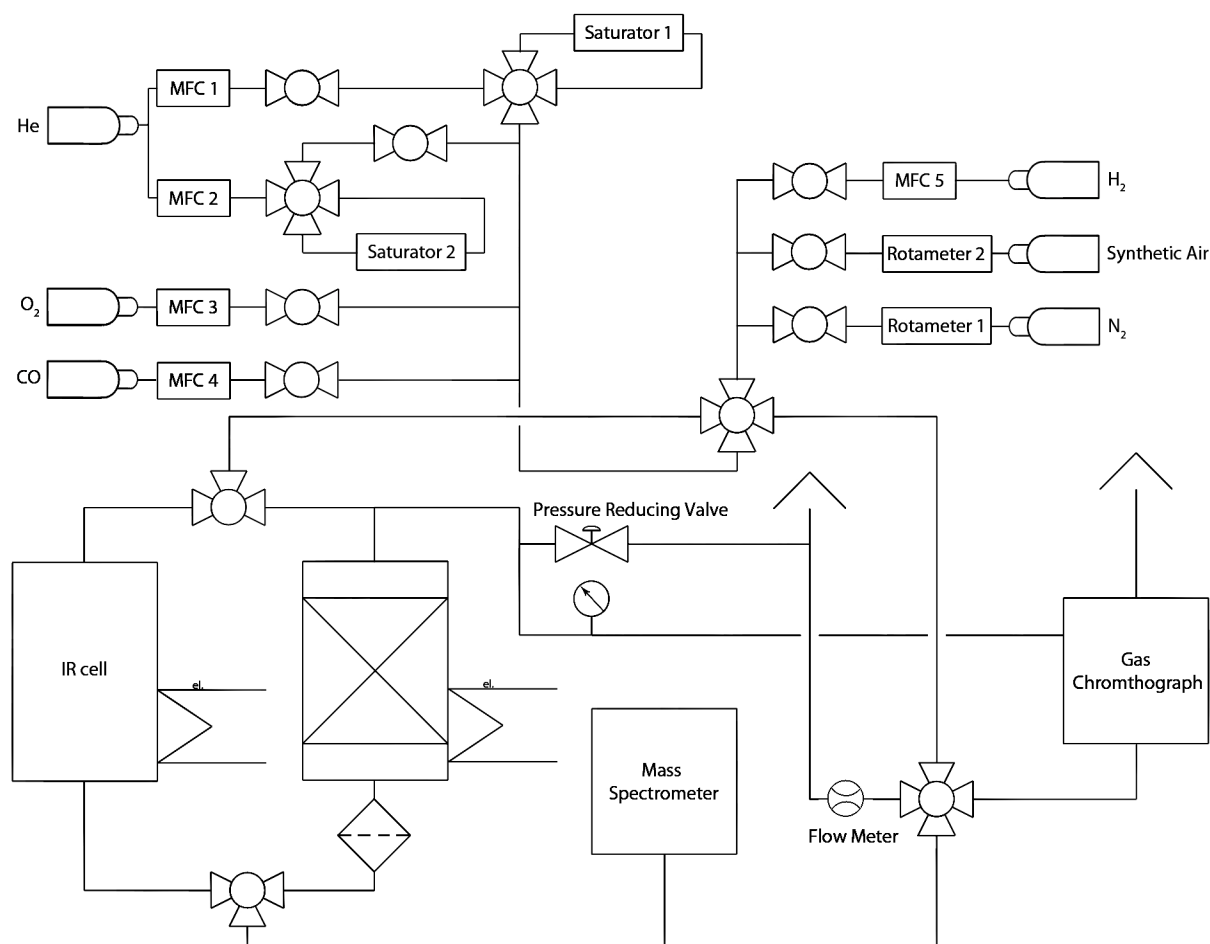 Saturator 1
MFC 1
He
MFC 2
Saturator 2
MFC 5
H2
Rotameter 2
Synthetic Air
O2
MFC 3
Rotameter 1
N2
CO
MFC 4
Pressure Reducing Valve
IR cell
el.
el.
Gas
Chromthograph
Mass
Spectrometer
Flow Meter